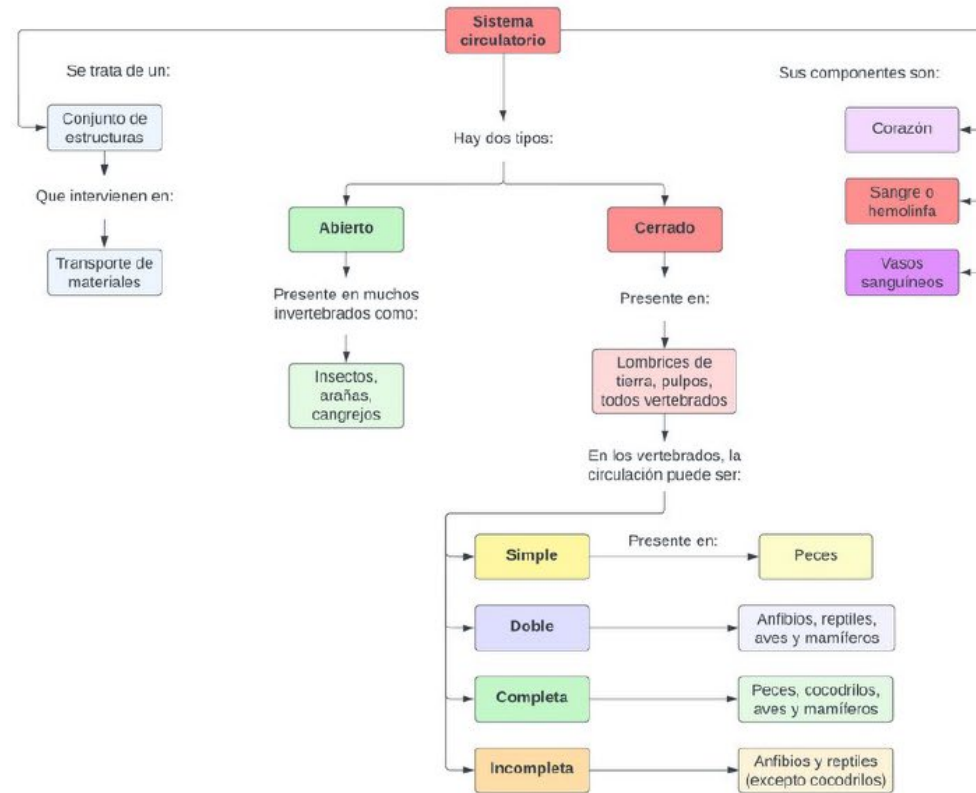 Sistema
circulatorio
Se trata de un:
Conjunto de
estructuras
Que intervienen en:
Transporte de
materiales
Hay dos tipos:
Abierto
Presente en muchos
invertebrados como:
Insectos,
arañas,
cangrejos
Cerrado
Presente en:
Lombrices de
tierra, pulpos,
todos vertebrados
En los vertebrados, la
circulación puede ser:
Simple
Presente en:
Peces
Doble
Anfibios, reptiles,
aves y mamíferos
Completa
Peces, cocodrilos,
aves y mamíferos
Incompleta
Anfibios y reptiles
(excepto cocodrilos)
Sus componentes son:
Corazón
Sangre o
hemolinfa
Vasos
sanguíneos